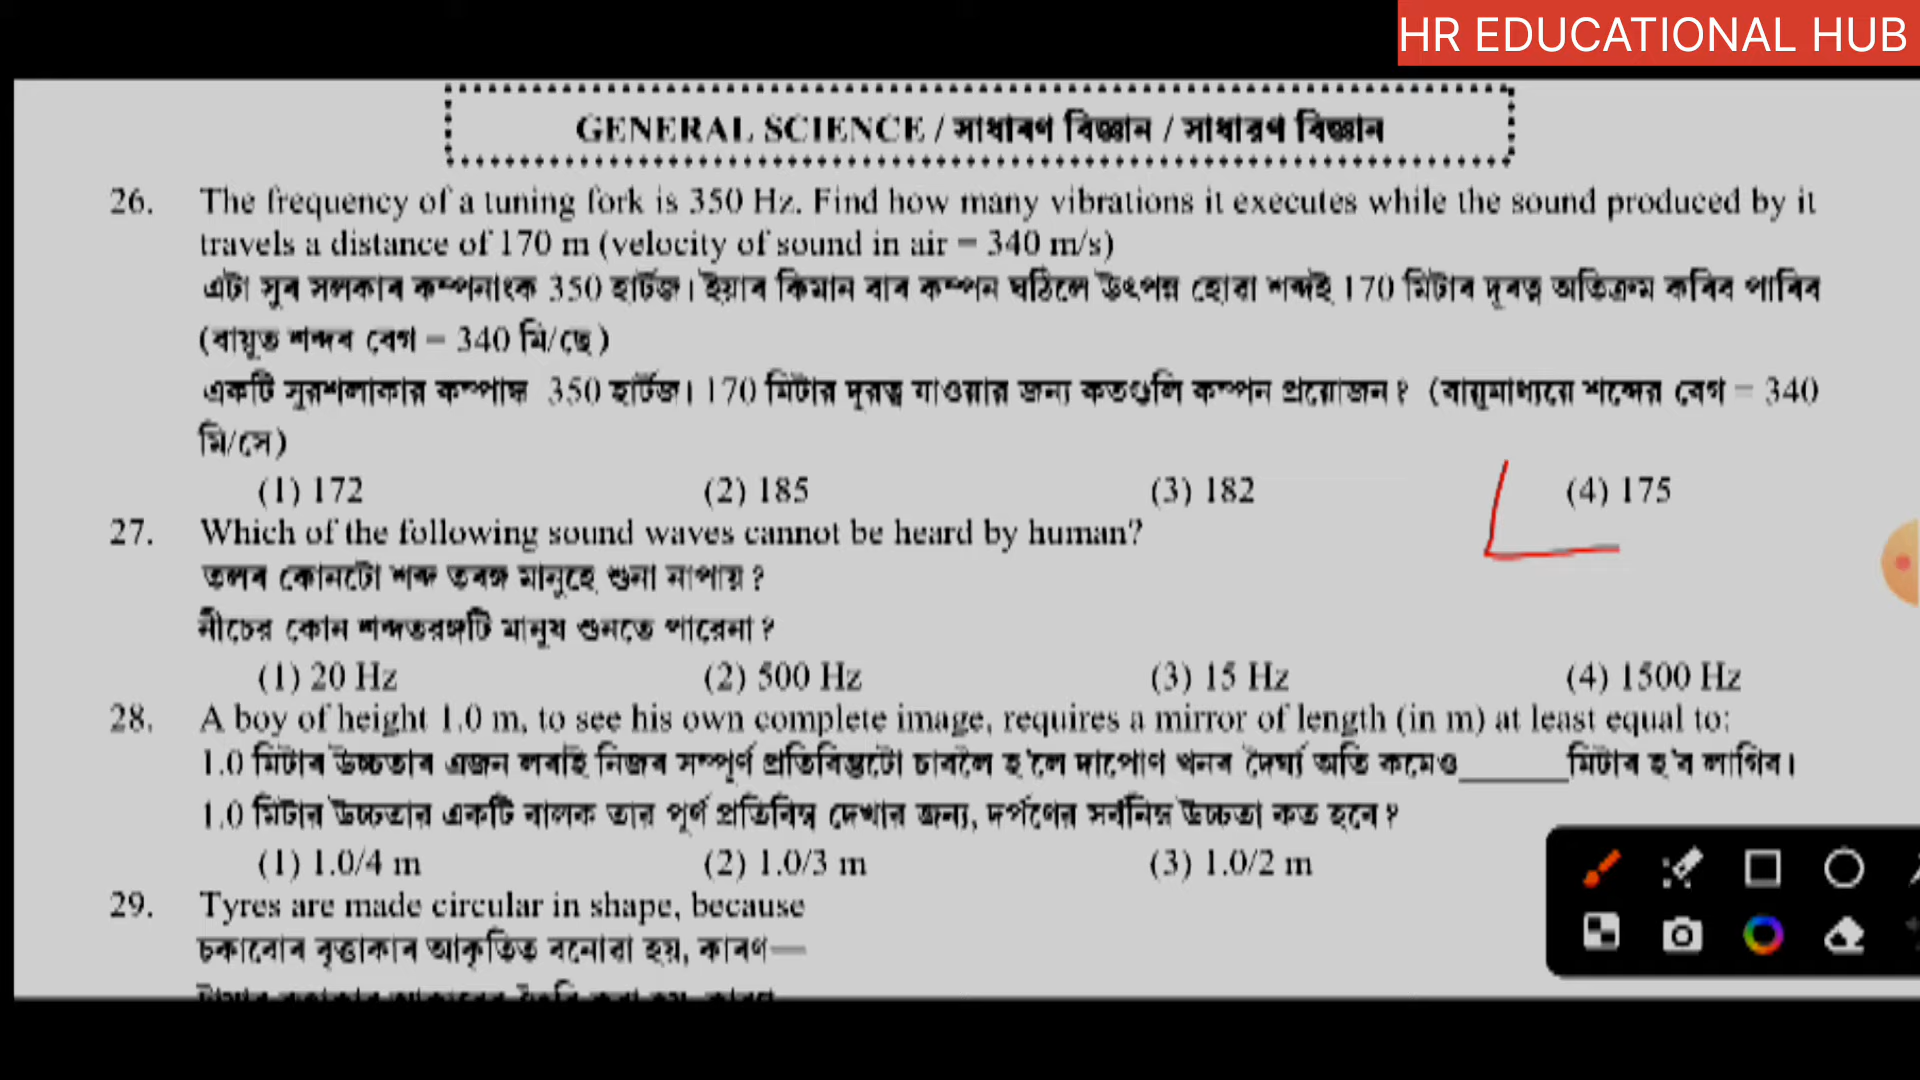 HR EDUCATIONAL HUB
GENERAL SCIENCE / সাধাৰণ বিজ্ঞান / সাধারণ বিজ্ঞান
26. The frequency of a tuning fork is 350 Hz. Find how many vibrations it executes while the sound produced by it
travels a distance of 170 m (velocity of sound in air = 340 m/s)
এটা সুৰ সলকাৰ কম্পনাংক 350 হাৰ্টজ। ইয়াৰ কিমান বাৰ কম্পন ঘটিলে উৎপন্ন হোৱা শব্দই 170 মিটাৰ দূৰত্ব অতিক্ৰম কৰিব পাৰিব
(বায়ুত শব্দৰ বেগ = 340 মি/ছে)
একটি সুরশলাকার কম্পাঙ্ক 350 হার্টজ। 170 মিটার দূরত্ব যাওয়ার জন্য কতগুলি কম্পন প্রয়োজন? (বায়ুমাধ্যমে শব্দের বেগ = 340
মি/সে)
(1) 172 (2) 185 (3) 182 (4) 175
27. Which of the following sound waves cannot be heard by human?
তলৰ কোনটো শব্দ তৰঙ্গ মানুহে শুনা নাপায়?
নীচের কোন শব্দতরঙ্গটি মানুষ শুনতে পারেনা?
(1) 20 Hz (2) 500 Hz (3) 15 Hz (4) 1500 Hz
28. A boy of height 1.0 m, to see his own complete image, requires a mirror of length (in m) at least equal to:
1.0 মিটাৰ উচ্চতাৰ এজন লৰাই নিজৰ সম্পূৰ্ণ প্ৰতিবিম্বটো চাবলৈ হ'লে দাপোণ খনৰ দৈৰ্ঘ্য অতি কমেও______মিটাৰ হ'ব লাগিব।
1.0 মিটার উচ্চতার একটি বালক তার পূর্ণ প্রতিবিম্ব দেখার জন্য, দর্পণের সর্বনিম্ন উচ্চতা কত হবে?
(1) 1.0/4 m (2) 1.0/3 m (3) 1.0/2 m
29. Tyres are made circular in shape, because
চকাবোৰ বৃত্তাকাৰ আকৃতিত বনোৱা হয়, কাৰণ—